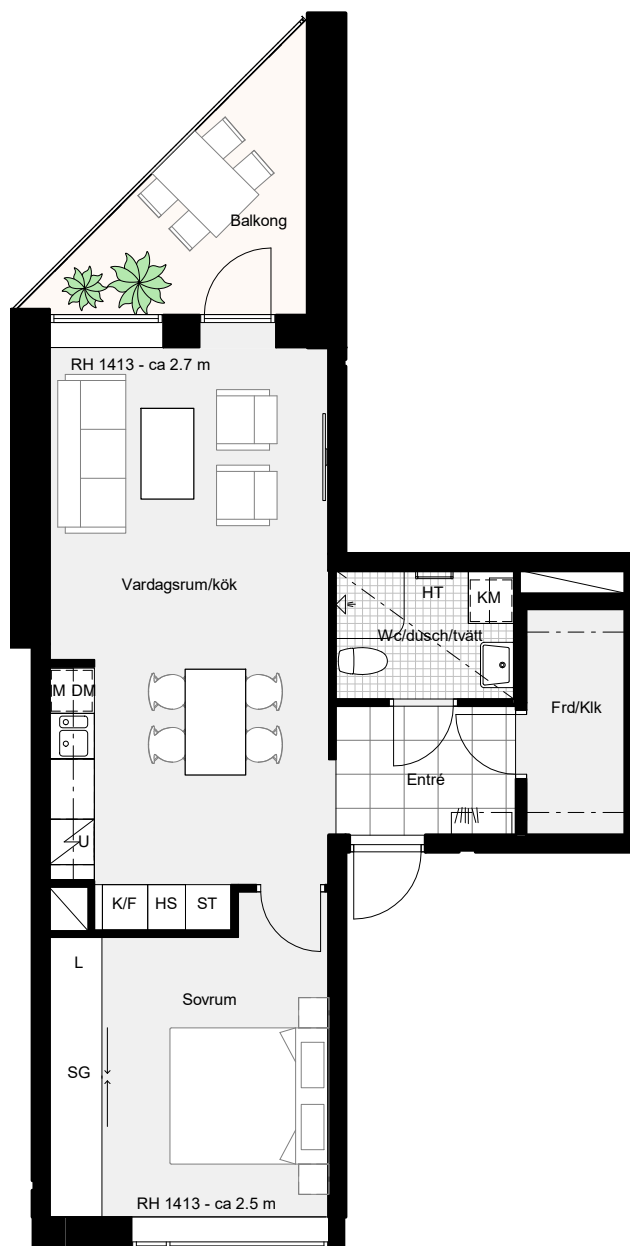 Balkong
RH 1413 - ca 2.7 m
Vardagsrum/kök
HT
KM
Wc/dusch/tvätt
M DM
Frd/Klk
Entré
U
K/F
HS
ST
L
Sovrum
SG
RH 1413 - ca 2.5 m